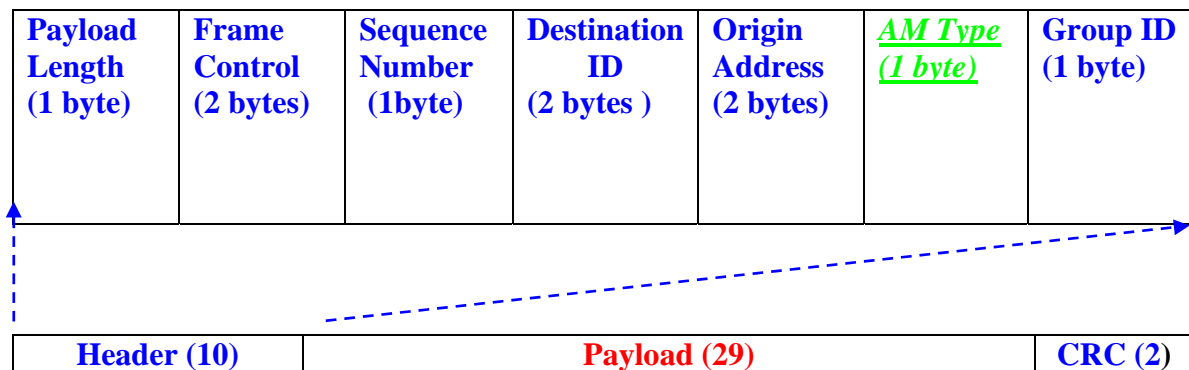 Payload Length (1 byte)
Frame Control (2 bytes)
Sequence Number (1byte)
Destination ID (2 bytes )
Origin Address (2 bytes)
AM Type (1 byte)
Group ID (1 byte)
Header (10)
Payload (29)
CRC (2)